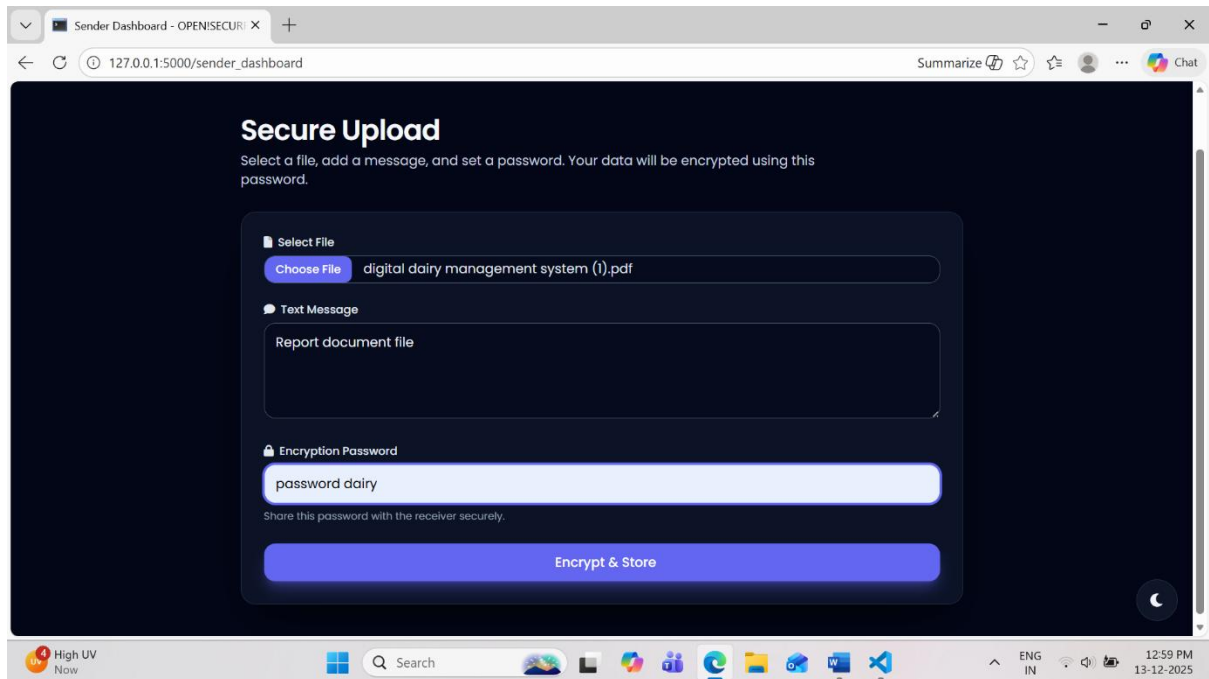 Sender Dashboard - OPEN!SECURE
127.0.0.1:5000/sender_dashboard
Summarize
Chat
Secure Upload
Select a file, add a message, and set a password. Your data will be encrypted using this
password.
Select File
Choose File digital dairy management system (1).pdf
Text Message
Report document file
Encryption Password
password dairy
Share this password with the receiver securely.
Encrypt & Store
4
High UV
Now
Search
ENG
IN
12:59 PM
13-12-2025